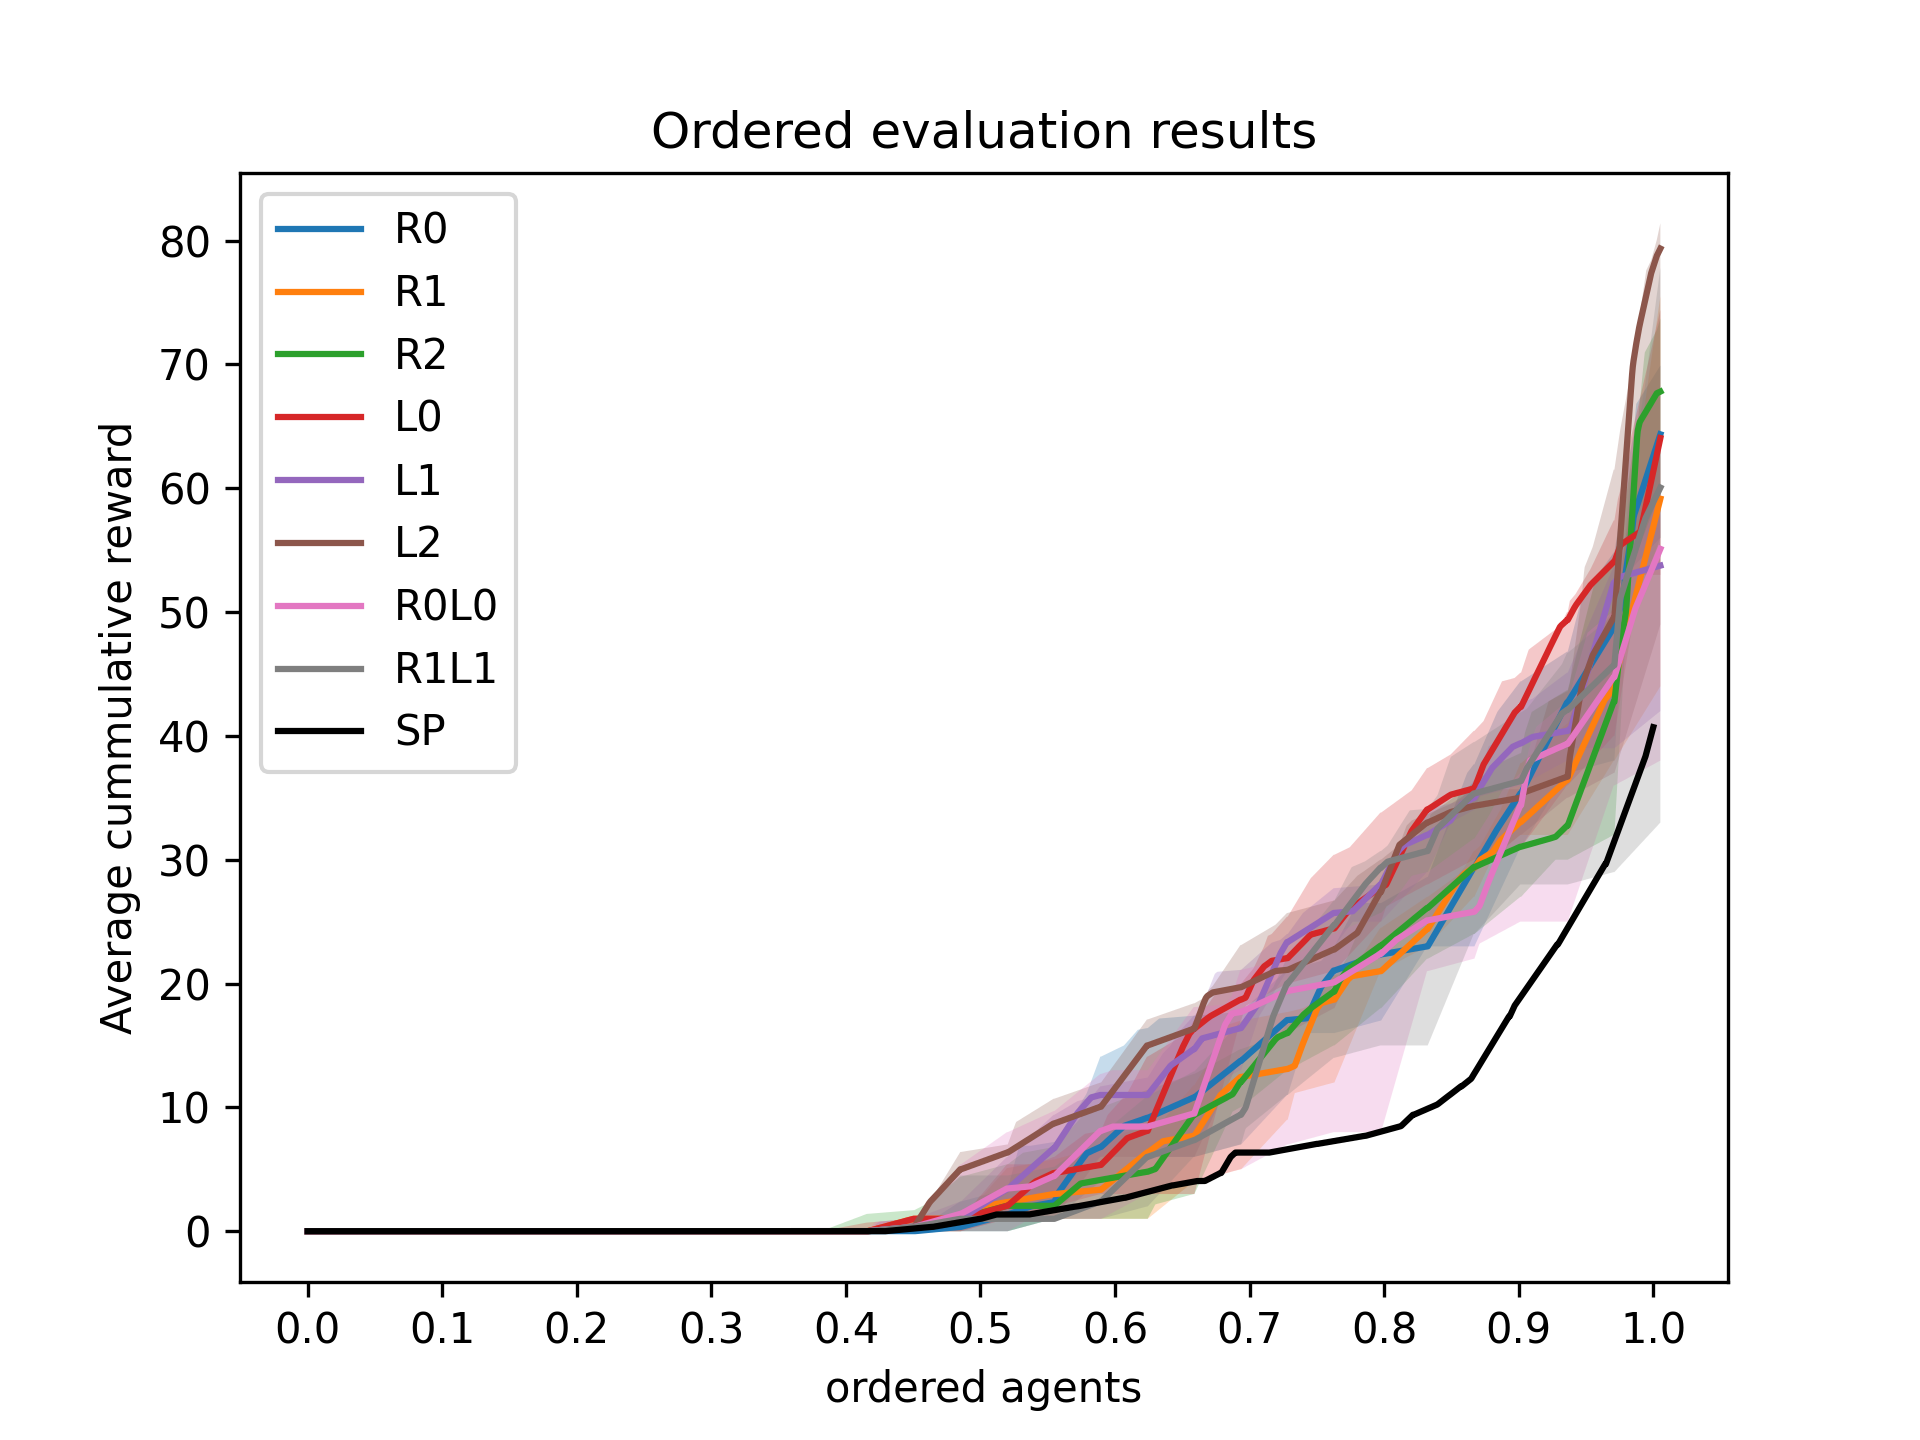 Ordered evaluation results
Average cummulative reward
80
70
60
50
40
30
20
10
0
R0
R1
R2
L0
L1
L2
R0L0
R1L1
SP
0.0 0.1 0.2 0.3 0.4 0.5 0.6 0.7 0.8 0.9 1.0
ordered agents